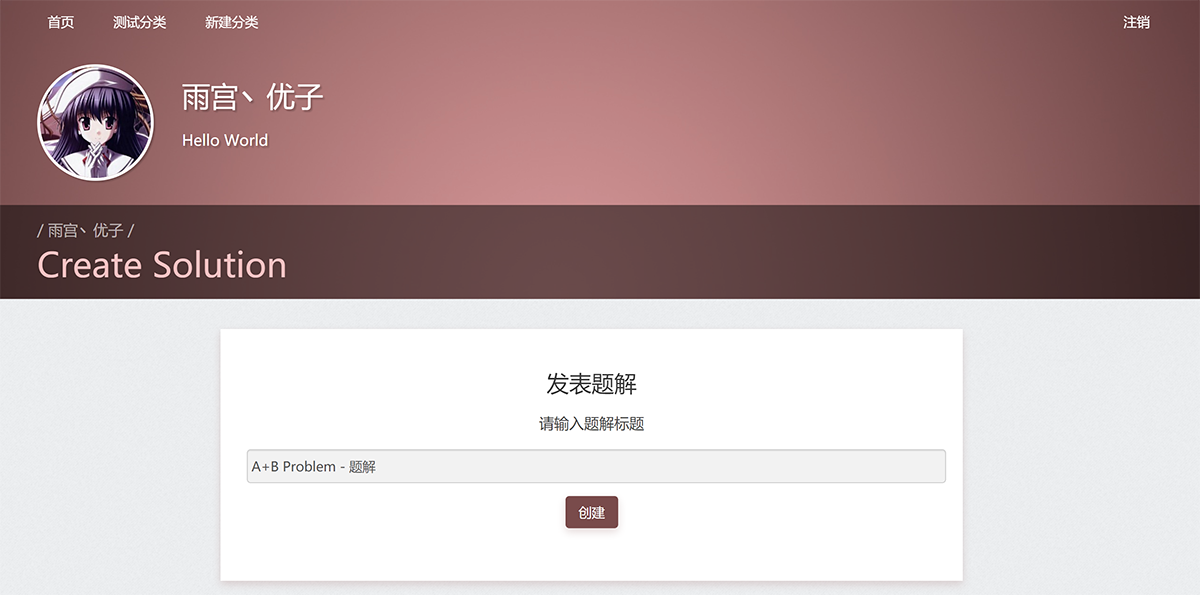 首页 测试分类 新建分类 注销
雨宫丶优子
Hello World
/ 雨宫丶优子 /
Create Solution
发表题解
请输入题解标题
A+B Problem - 题解
创建